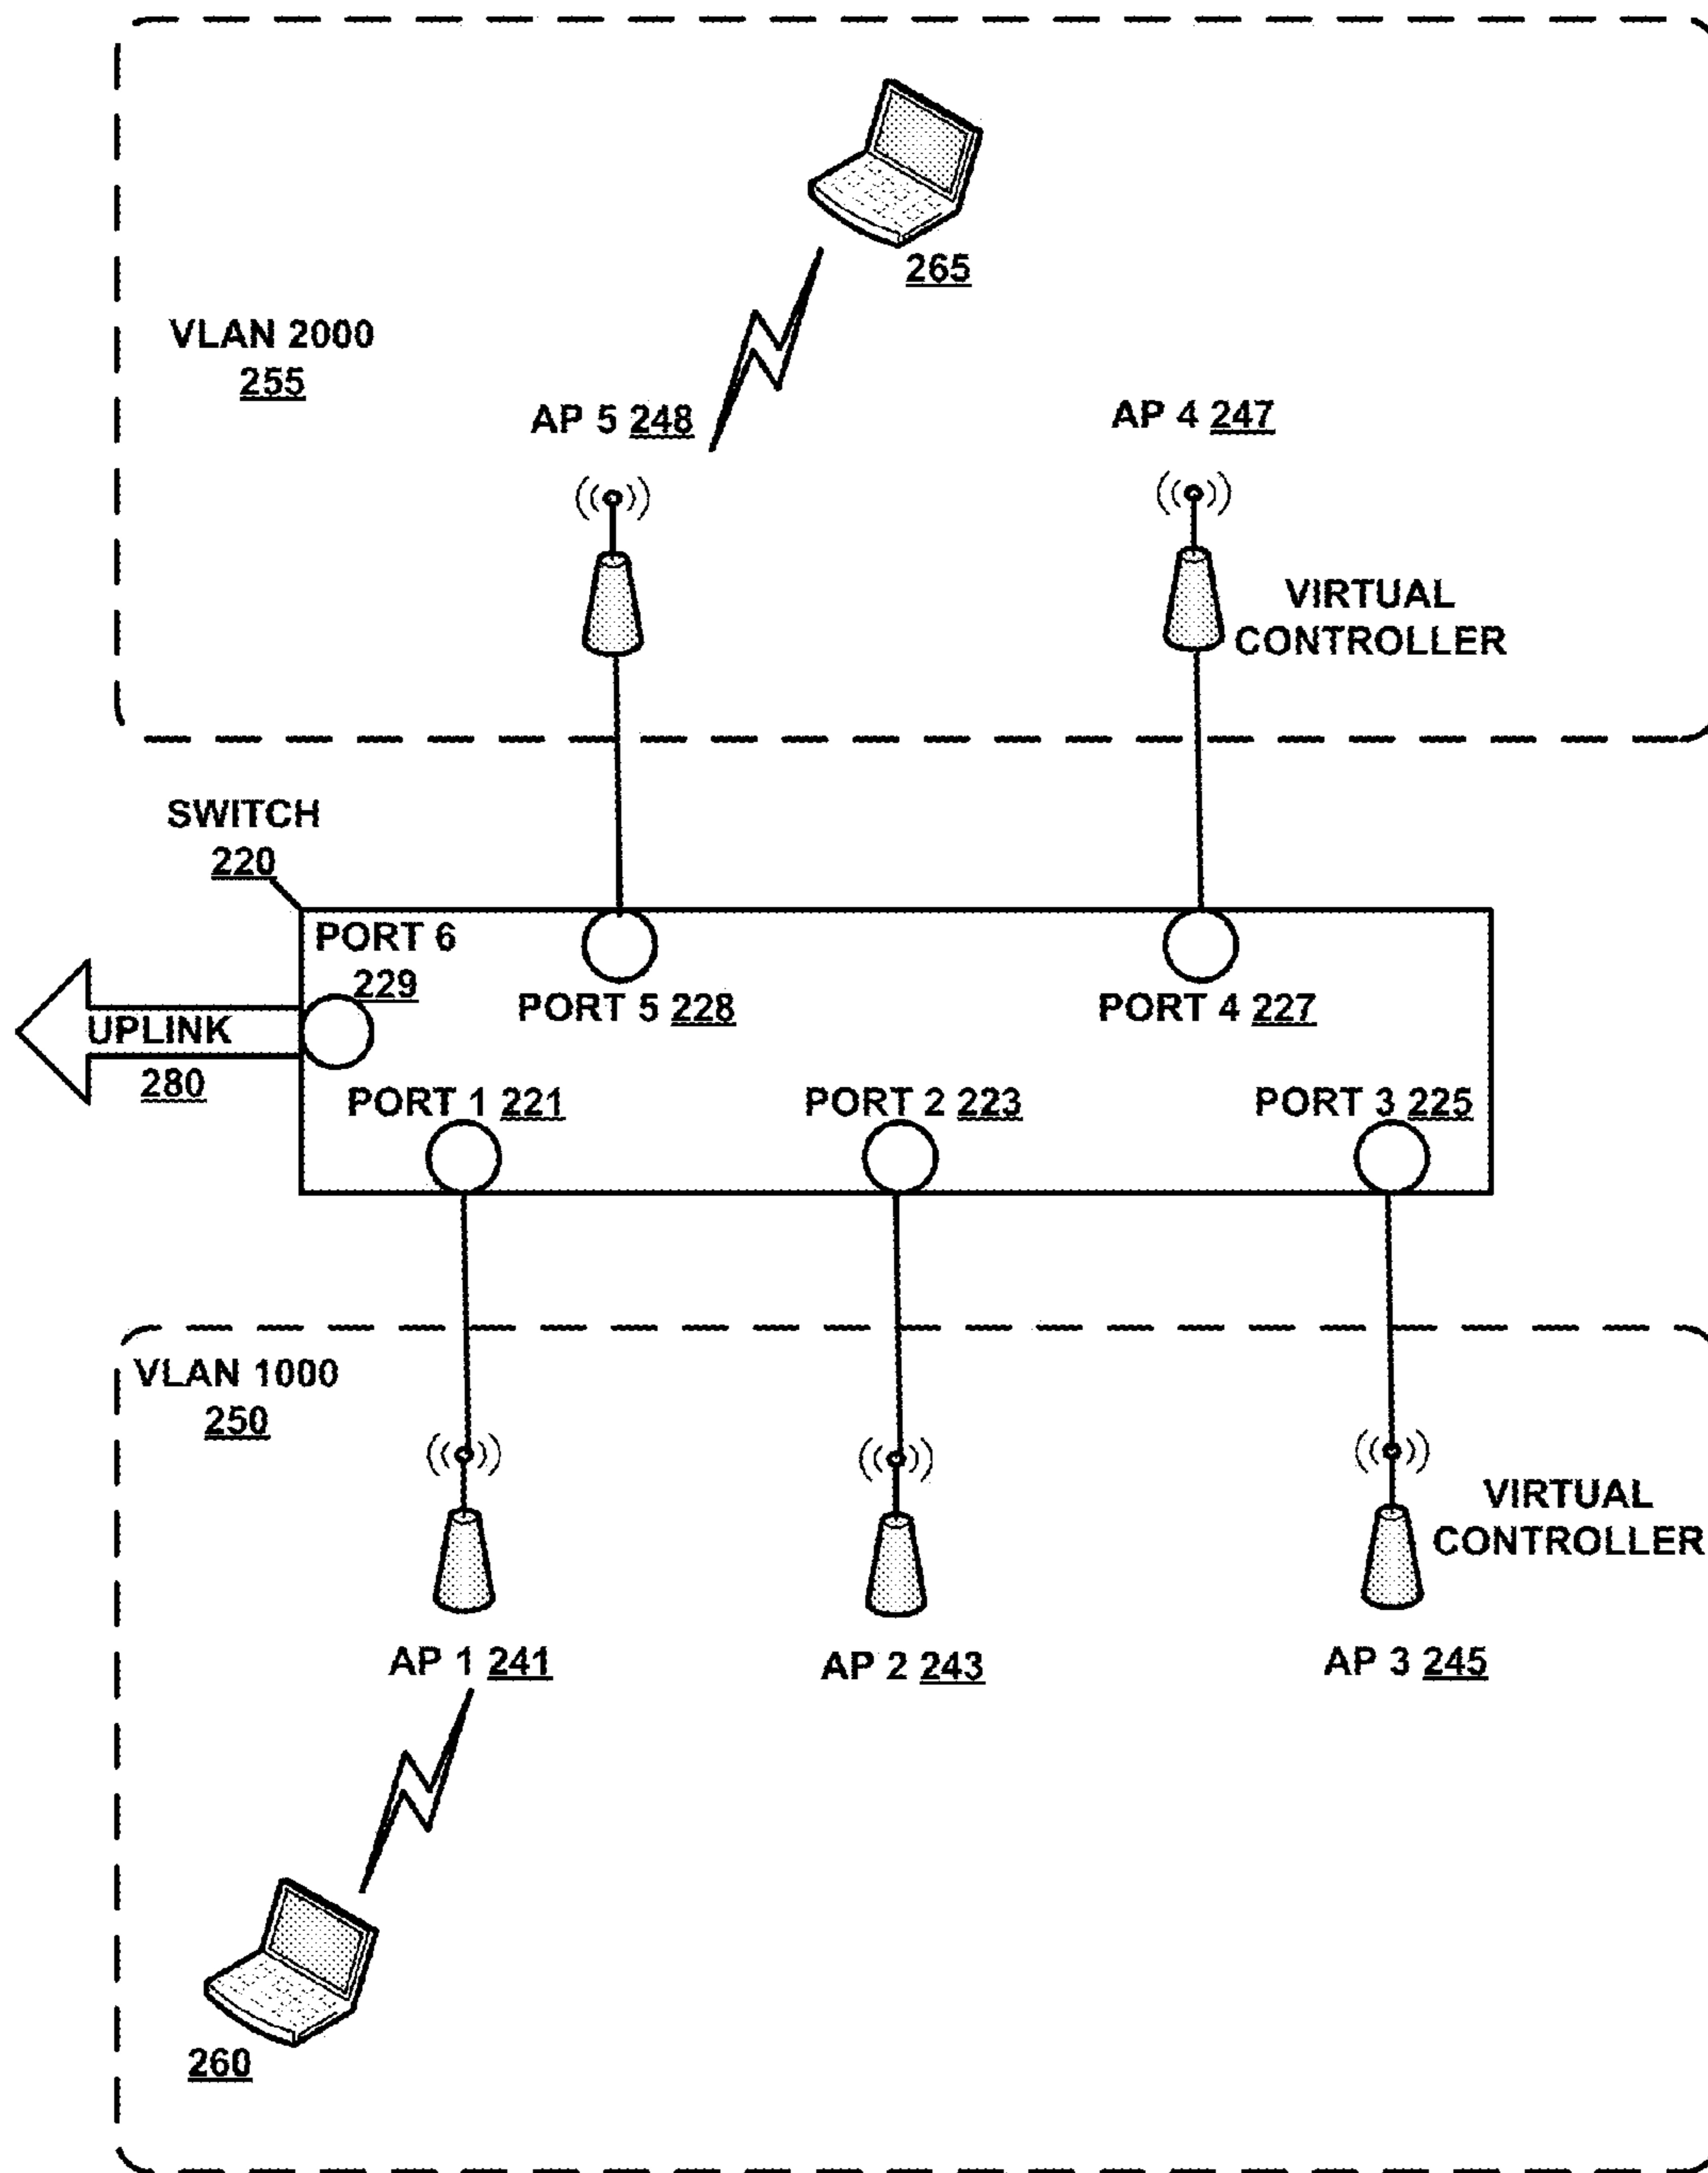 265
VLAN 2000
255
AP 5 248
AP 4 247
VIRTUAL
CONTROLLER
SWITCH
220
PORT 6
229
PORT 5 228
PORT 4 227
UPLINK
280
PORT 1 221
PORT 2 223
PORT 3 225
VLAN 1000
250
VIRTUAL
CONTROLLER
AP 1 241
AP 2 243
AP 3 245
260